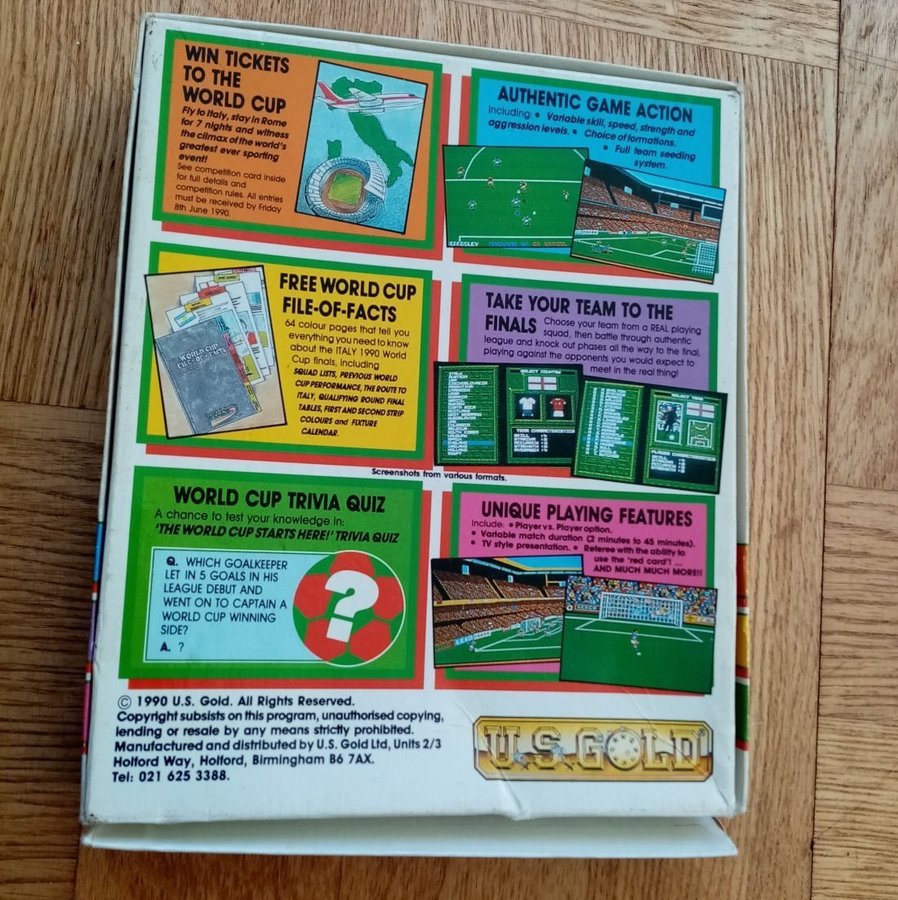 WIN TICKETS
TO THE
WORLD CUP
Fly to Italy, stay in Rome
for 7 nights and witness
the climax of the world's
greatest ever sporting
event!
See competition card inside
for full details and
competition rules. All entries
must be received by Friday
8th June 1990.
AUTHENTIC GAME ACTION
including: • Variable skill, speed, strength and
aggression levels. • Choice of formations.
• Full team seeding
system.
FREE WORLD CUP
FILE-OF-FACTS
64 colour pages that tell you
everything you need to know
about the ITALY 1990 World
Cup finals, including
SQUAD LISTS, PREVIOUS WORLD
CUP PERFORMANCE, THE ROUTE TO
ITALY, QUALIFYING ROUND FINAL
TABLES, FIRST AND SECOND STRIP
COLOURS and FIXTURE
CALENDAR.
WORLD CUP
FILE-OF-FACTS
TAKE YOUR TEAM TO THE
FINALS Choose your team from a REAL playing
squad, then battle through authentic
league and knock out phases all the way to the final,
playing against the opponents you would expect to
meet in the real thing!
SELECT COUNTRY
TEAM CHARACTERISTICS
SELECT TEAM
PLAYER CHARACTERISTICS
Screenshots from various formats.
WORLD CUP TRIVIA QUIZ
A chance to test your knowledge in:
'THE WORLD CUP STARTS HERE!' TRIVIA QUIZ
Q. WHICH GOALKEEPER
LET IN 5 GOALS IN HIS
LEAGUE DEBUT AND
WENT ON TO CAPTAIN A
WORLD CUP WINNING
SIDE?
A. ?
?
UNIQUE PLAYING FEATURES
Include: • Player vs. Player option.
• Variable match duration (2 minutes to 45 minutes).
• TV style presentation. • Referee with the ability to
use the 'red card'! ...
AND MUCH MUCH MORE!!
© 1990 U.S. Gold. All Rights Reserved.
Copyright subsists on this program, unauthorised copying,
lending or resale by any means strictly prohibited.
Manufactured and distributed by U.S. Gold Ltd, Units 2/3
Holford Way, Holford, Birmingham B6 7AX.
Tel: 021 625 3388.
U.S. GOLD